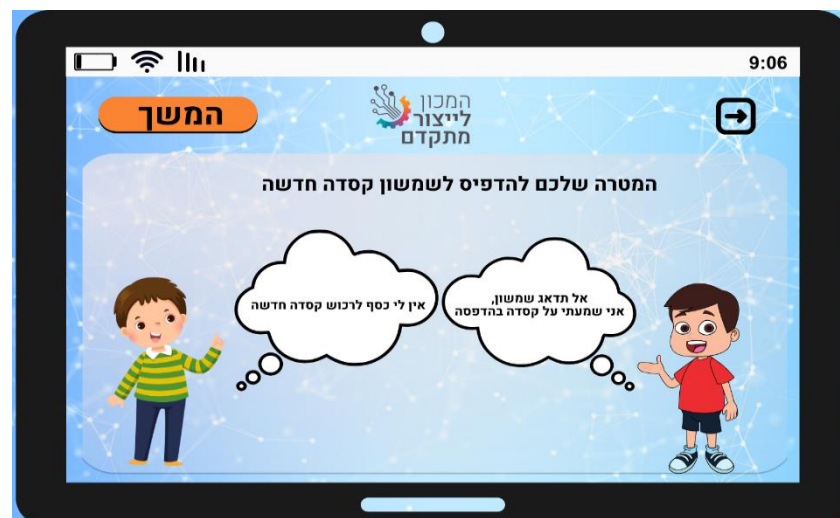 9:06
המכון
לייצור
מתקדם
המשך
המטרה שלכם להדפיס לשמשון קסדה חדשה
אל תדאג שמשון,
אני שמעתי על קסדה בהדפסה
אין לי כסף לרכוש קסדה חדשה